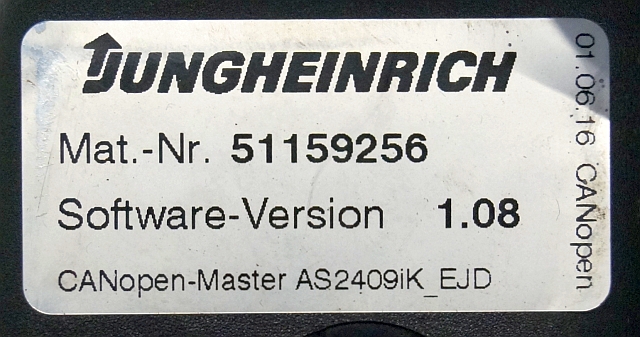 JUNGHEINRICH
Mat.-Nr. 51159256
Software-Version 1.08
CANopen-Master AS2409iK_EJD
01.06.16 CANopen